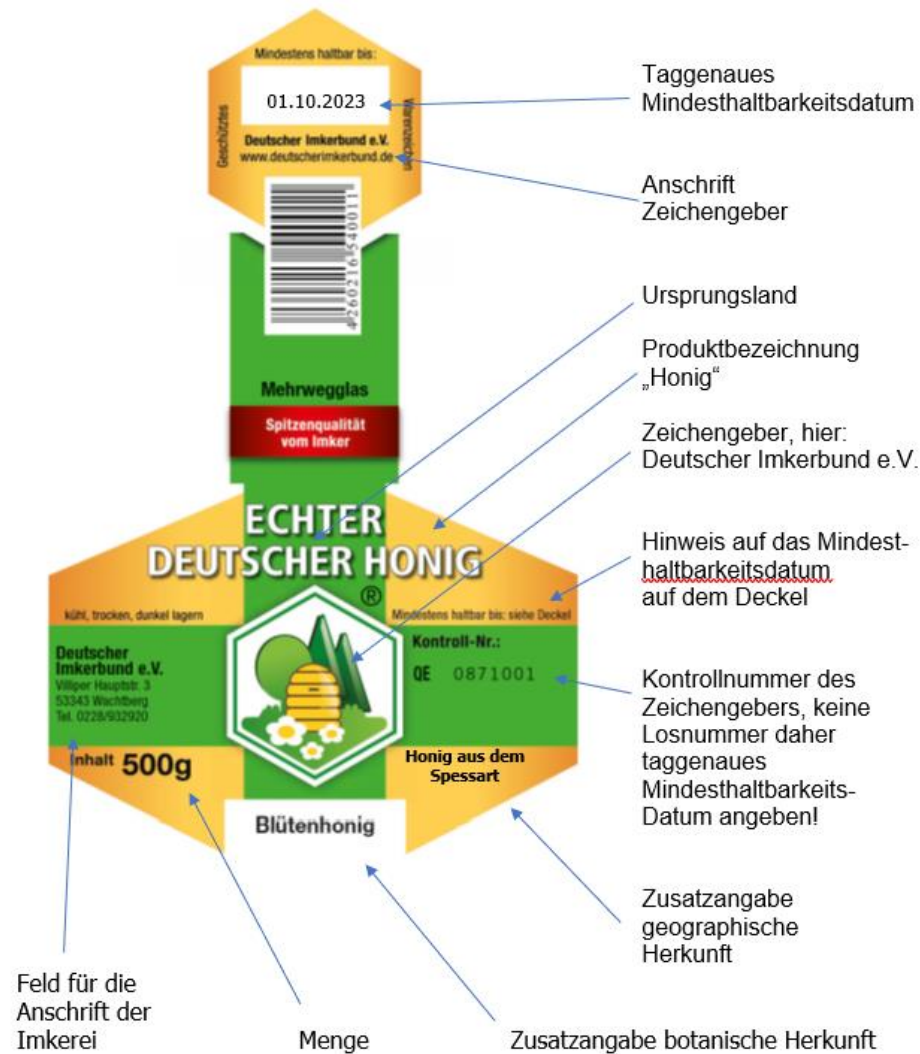 Mindestens haltbar bis:
01.10.2023
Geschütztes
Warenzeichen
Deutscher Imkerbund e.V.
www.deutscherimkerbund.de
4260216540011
Mehrwegglas
Spitzenqualität
vom Imker
ECHTER
DEUTSCHER HONIG
®
kühl, trocken, dunkel lagern
Mindestens haltbar bis: siehe Deckel
Deutscher
Imkerbund e.V.
Villiper Hauptstr. 3
53343 Wachtberg
Tel. 0228/932920
Kontroll-Nr.:
QE 0871001
Inhalt 500g
Honig aus dem
Spessart
Blütenhonig
Taggenaues
Mindesthaltbarkeitsdatum
Anschrift
Zeichengeber
Ursprungsland
Produktbezeichnung
„Honig“
Zeichengeber, hier:
Deutscher Imkerbund e.V.
Hinweis auf das Mindest-
haltbarkeitsdatum
auf dem Deckel
Kontrollnummer des
Zeichengebers, keine
Losnummer daher
taggenaues
Mindesthaltbarkeits-
Datum angeben!
Zusatzangabe
geographische
Herkunft
Feld für die
Anschrift der
Imkerei
Menge
Zusatzangabe botanische Herkunft